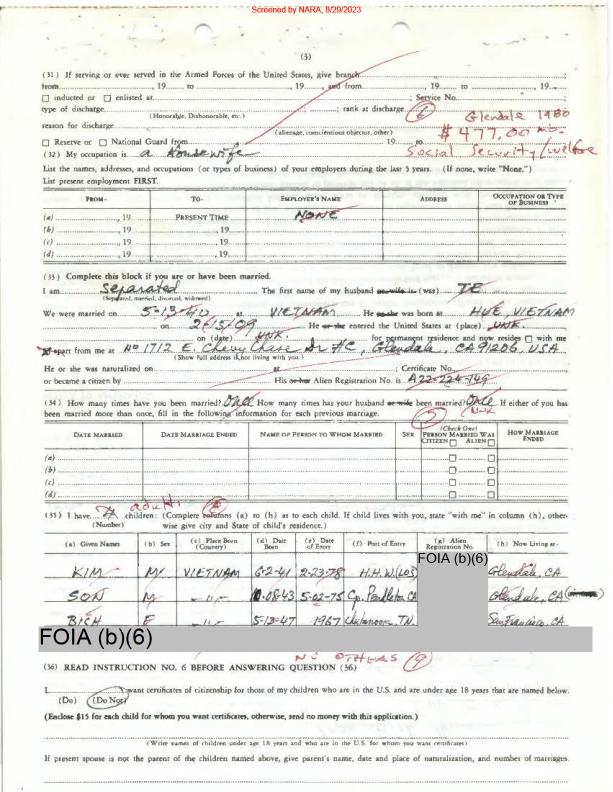 Screened by NARA, 8/29/2023
(3)
(31) If serving or ever served in the Armed Forces of the United States, give branch ;
from , 19 to , 19 , and from , 19 to , 19 ;
☐ inducted or ☐ enlisted at ; Service No. ;
type of discharge ; rank at discharge
(Honorable, Dishonorable, etc.)
reason for discharge
(alienage, conscientious objector, other)
Glendale 1980
$477,00
Social Security/welfare
☐ Reserve or ☐ National Guard from 19 to
(32) My occupation is a housewife
List the names, addresses, and occupations (or types of business) of your employers during the last 5 years. (If none, write "None.")
List present employment FIRST.
FROM- TO- EMPLOYER'S NAME ADDRESS OCCUPATION OR TYPE OF BUSINESS
(a) , 19 PRESENT TIME NONE
(b) , 19 , 19
(c) , 19 , 19
(d) , 19 , 19
(33) Complete this block if you are or have been married.
I am Separated The first name of my husband or wife is (was) TE
(Separated, married, divorced, widowed)
We were married on 5-13-40 at VIETNAM He or she was born at HUE, VIETNAM
on 2/15/09 He or she entered the United States at (place) UNK.
on (date) UNK. for permanent residence and now resides ☐ with me
apart from me at No 1712 E. Chevy Chase Dr #C, Glendale, CA 91206, USA
(Show full address if not living with you.)
He or she was naturalized on at ; Certificate No.
or became a citizen by His or her Alien Registration No. is A22-224-749
(34) How many times have you been married? Once How many times has your husband or wife been married? Once If either of you has
been married more than once, fill in the following information for each previous marriage. (5)
DATE MARRIED DATE MARRIAGE ENDED NAME OF PERSON TO WHOM MARRIED SEX (Check One) PERSON MARRIED WAS CITIZEN ☐ ALIEN ☐ HOW MARRIAGE ENDED
(a) ☐ ☐
(b) ☐ ☐
(c) ☐ ☐
(d) ☐ ☐
adult
(35) I have children: (Complete columns (a) to (h) as to each child. If child lives with you, state "with me" in column (h), other-
(Number) wise give city and State of child's residence.)
(a) Given Names (b) Sex (c) Place Born (Country) (d) Date Born (e) Date of Entry (f) Port of Entry (g) Alien Registration No. (h) Now Living at-
FOIA (b)(6)
KIM M VIETNAM 6-2-41 2-23-78 H.H.W(LOS) Glendale, CA
SON M -,,- 10.08.43 5-02-75 Cp. Pendleton CA Glendale, CA
BICH F -,,- 5-13-47 1967 TN. San Francisco, CA
FOIA (b)(6)
NO OTHERS (9)
(36) READ INSTRUCTION NO. 6 BEFORE ANSWERING QUESTION (36)
I want certificates of citizenship for those of my children who are in the U.S. and are under age 18 years that are named below.
(Do) (Do Not)
(Enclose $15 for each child for whom you want certificates, otherwise, send no money with this application.)
(Write names of children under age 18 years and who are in the U.S. for whom you want certificates)
If present spouse is not the parent of the children named above, give parent's name, date and place of naturalization, and number of marriages.